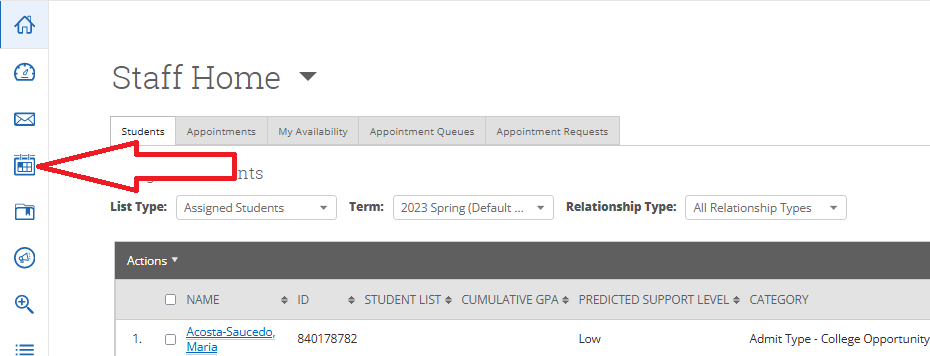 Staff Home
Students Appointments My Availability Appointment Queues Appointment Requests
nts
List Type: Assigned Students Term: 2023 Spring (Default ... Relationship Type: All Relationship Types
Actions
NAME ID STUDENT LIST CUMULATIVE GPA PREDICTED SUPPORT LEVEL CATEGORY
1. Acosta-Saucedo, 840178782 Low Admit Type - College Opportunity
Maria